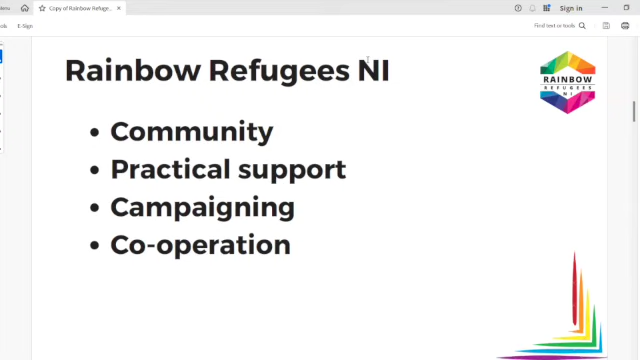 Menu
Copy of Rainbow Refuge...
Sign in
E-Sign
Find text or tools
Rainbow Refugees NI
RAINBOW
REFUGEES
NI
• Community
• Practical support
• Campaigning
• Co-operation